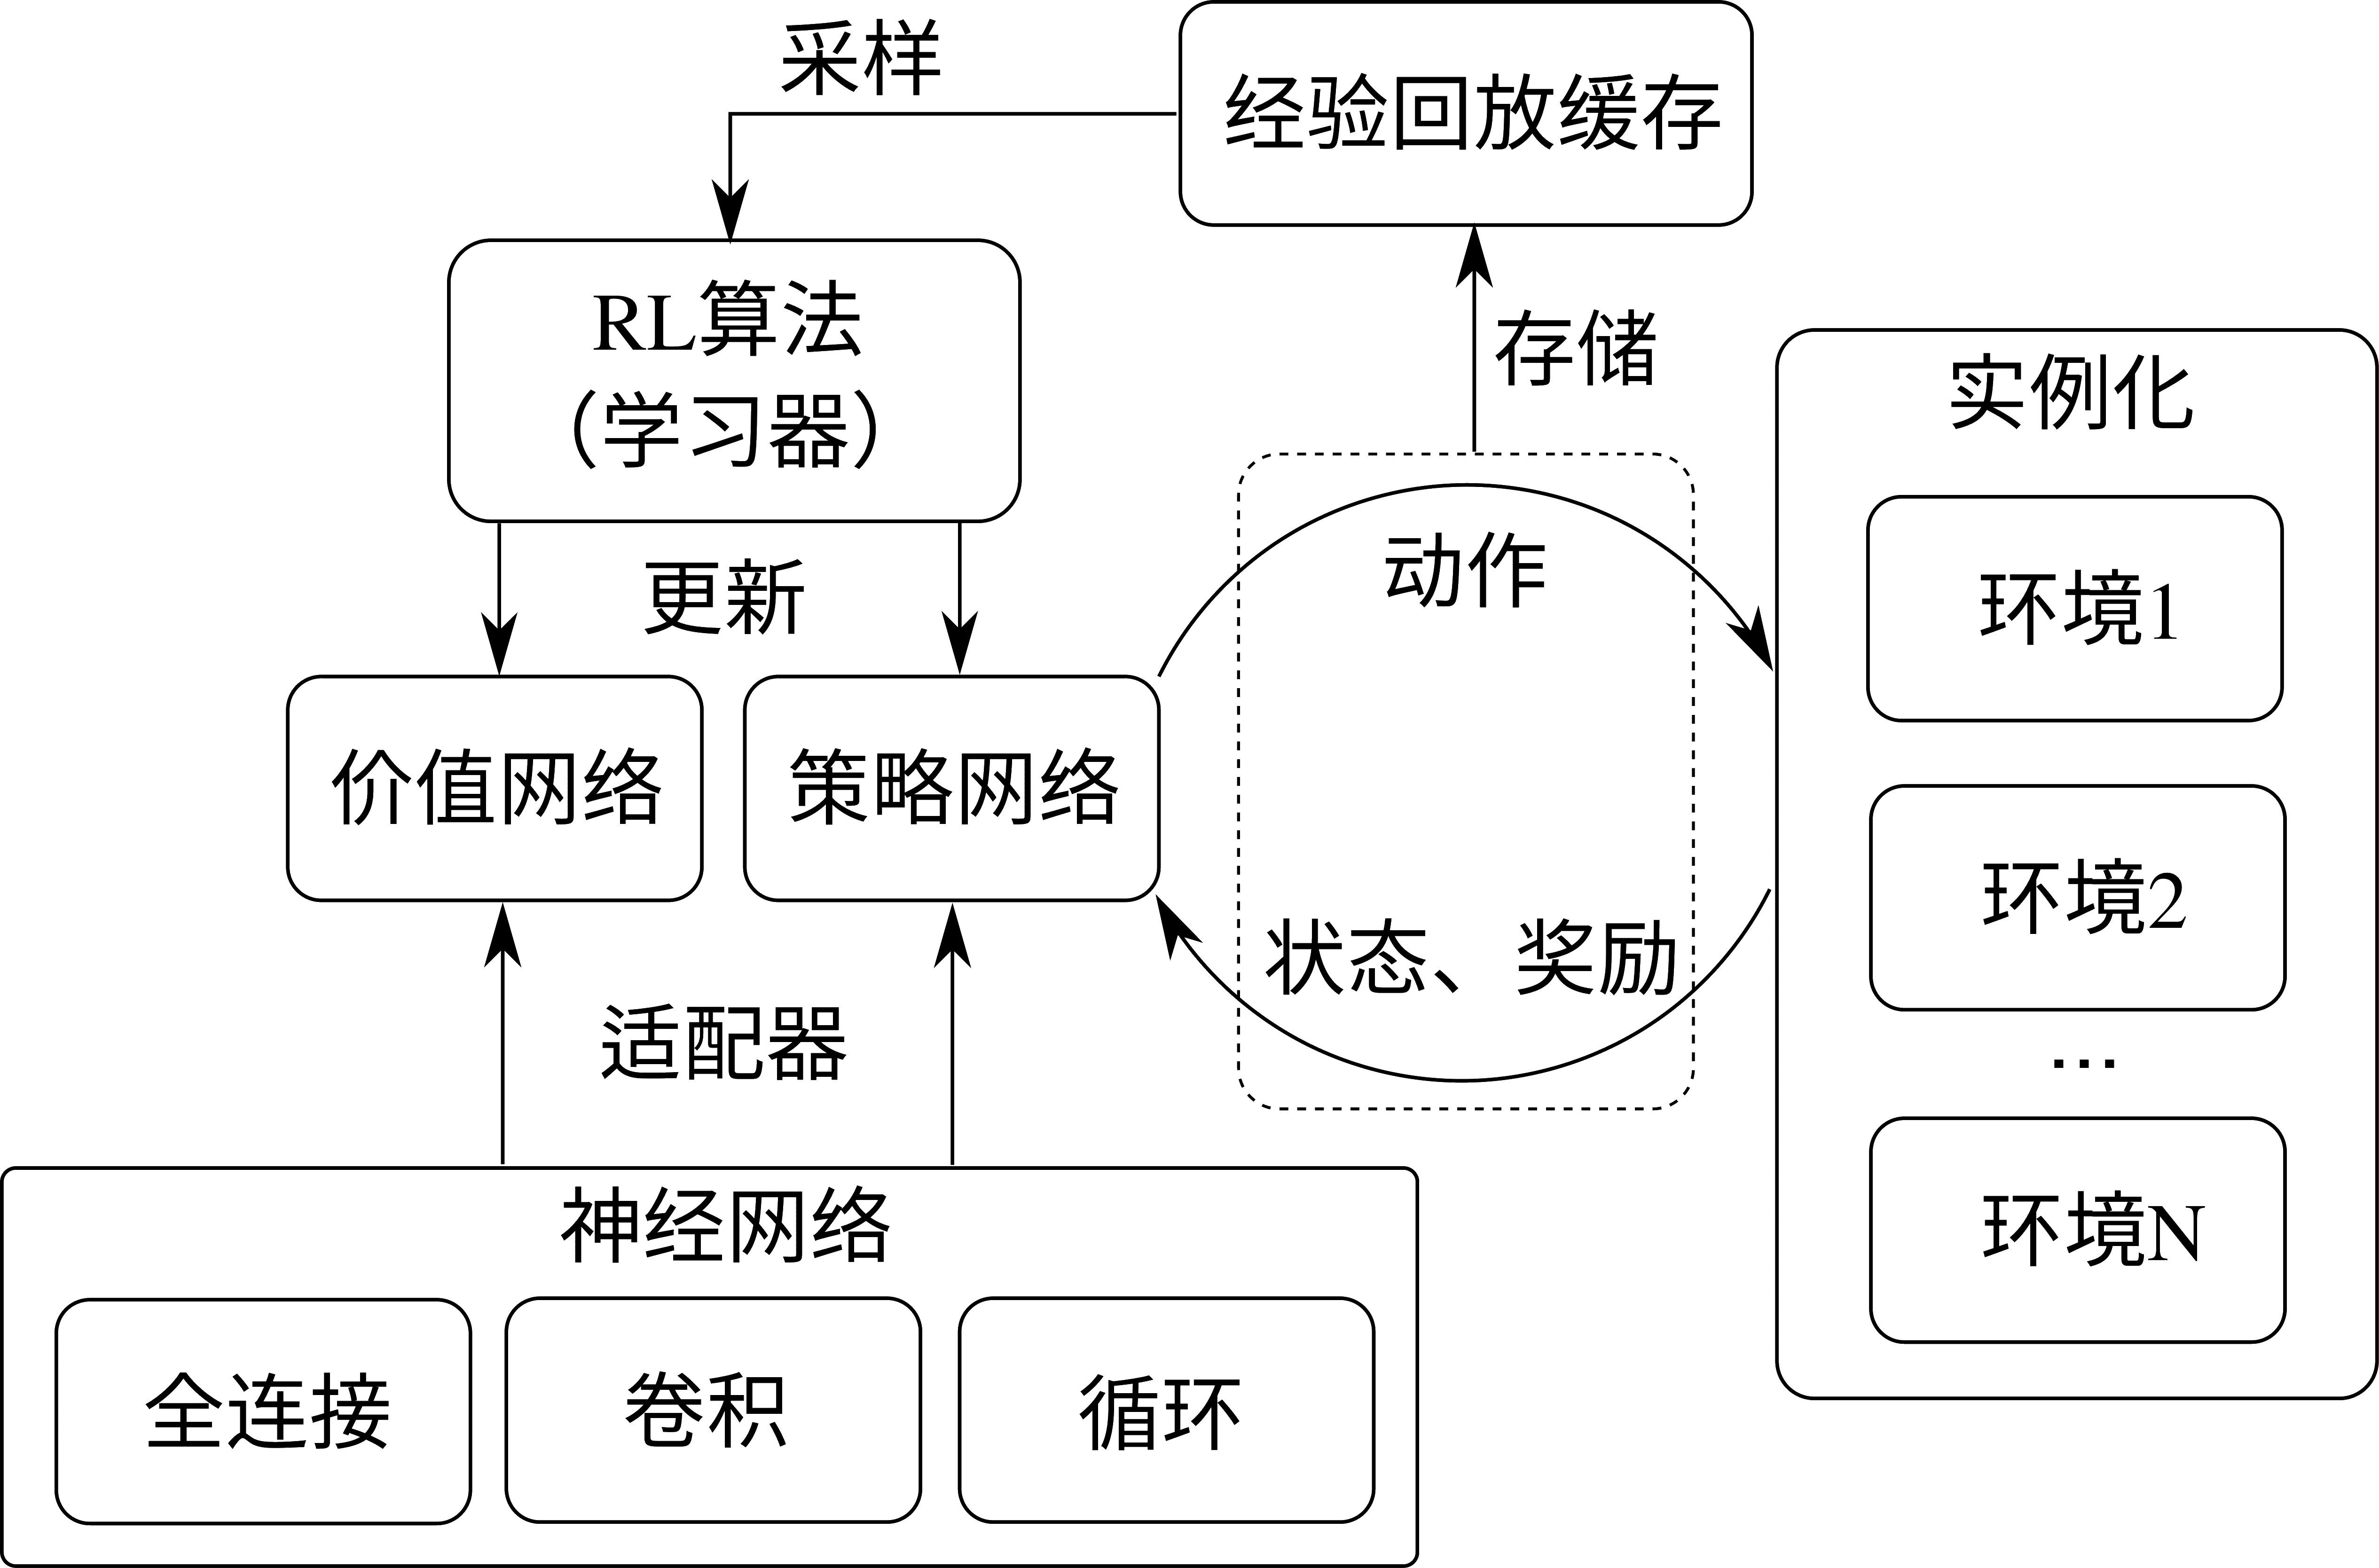 采样
经验回放缓存
RL算法
（学习器）
存储
实例化
更新
动作
环境1
价值网络
策略网络
环境2
状态、奖励
适配器
...
环境N
神经网络
全连接
卷积
循环